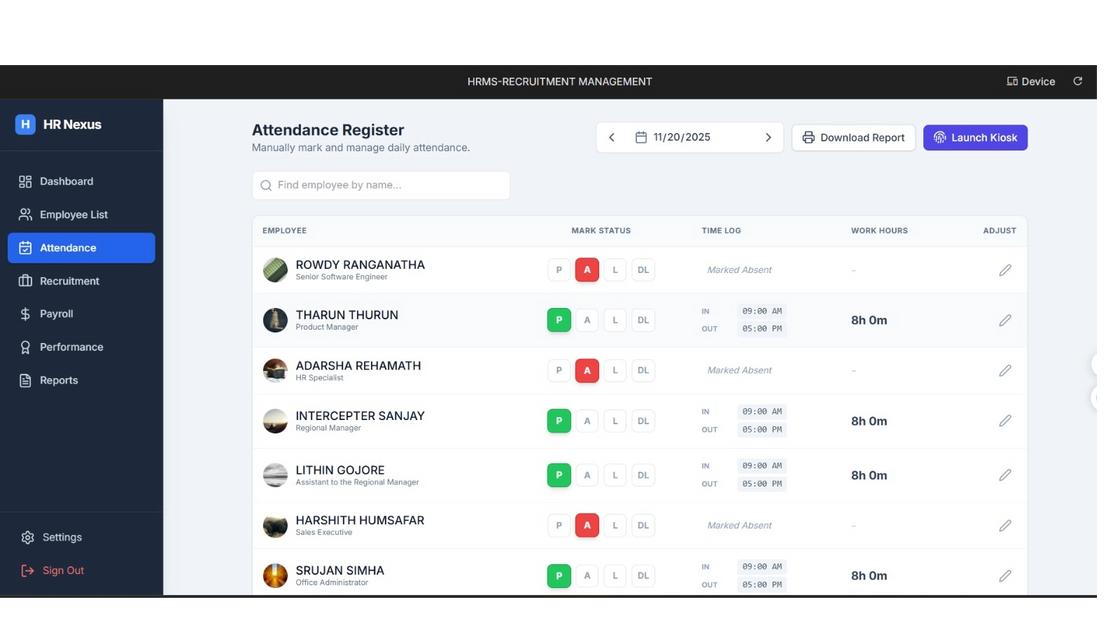 HRMS-RECRUITMENT MANAGEMENT
Device
H
HR Nexus
Dashboard
Employee List
Attendance
Recruitment
Payroll
Performance
Reports
Settings
Sign Out
Attendance Register
Manually mark and manage daily attendance.
11/20/2025
Download Report
Launch Kiosk
Find employee by name...
EMPLOYEE MARK STATUS TIME LOG WORK HOURS ADJUST
ROWDY RANGANATHA
Senior Software Engineer
P A L DL
Marked Absent
-
THARUN THURUN
Product Manager
P A L DL
IN 09:00 AM
OUT 05:00 PM
8h 0m
ADARSHA REHAMATH
HR Specialist
P A L DL
Marked Absent
-
INTERCEPTER SANJAY
Regional Manager
P A L DL
IN 09:00 AM
OUT 05:00 PM
8h 0m
LITHIN GOJORE
Assistant to the Regional Manager
P A L DL
IN 09:00 AM
OUT 05:00 PM
8h 0m
HARSHITH HUMSAFAR
Sales Executive
P A L DL
Marked Absent
-
SRUJAN SIMHA
Office Administrator
P A L DL
IN 09:00 AM
OUT 05:00 PM
8h 0m